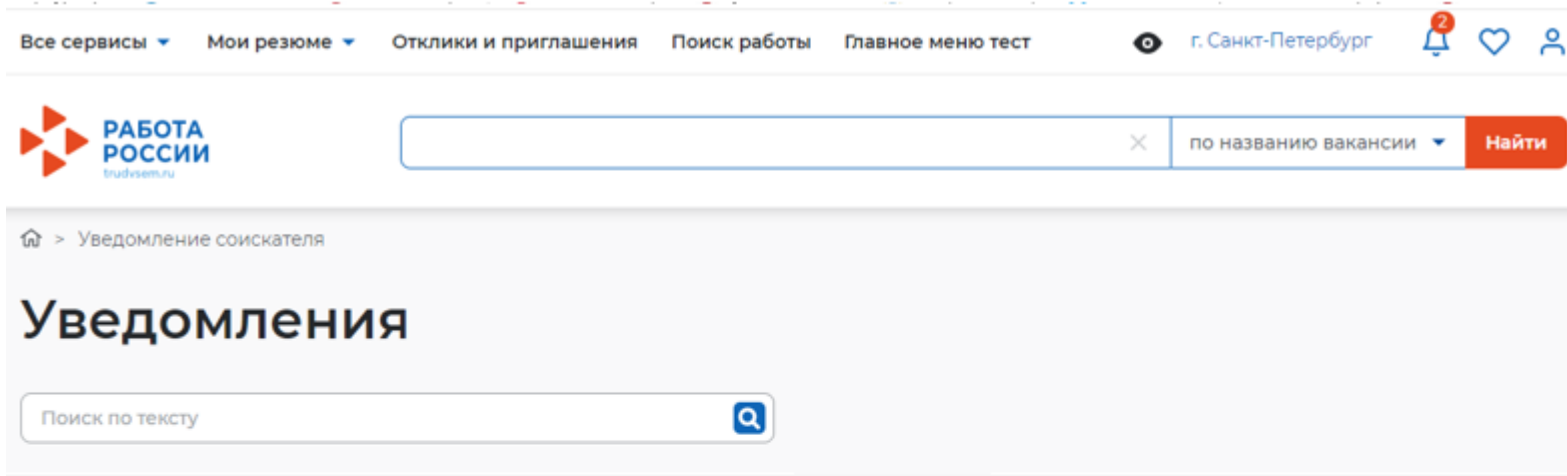 Все сервисы Мои резюме Отклики и приглашения Поиск работы Главное меню тест г. Санкт-Петербург 2
РАБОТА
РОССИИ
trudvsem.ru
по названию вакансии Найти
> Уведомление соискателя
Уведомления
Поиск по тексту